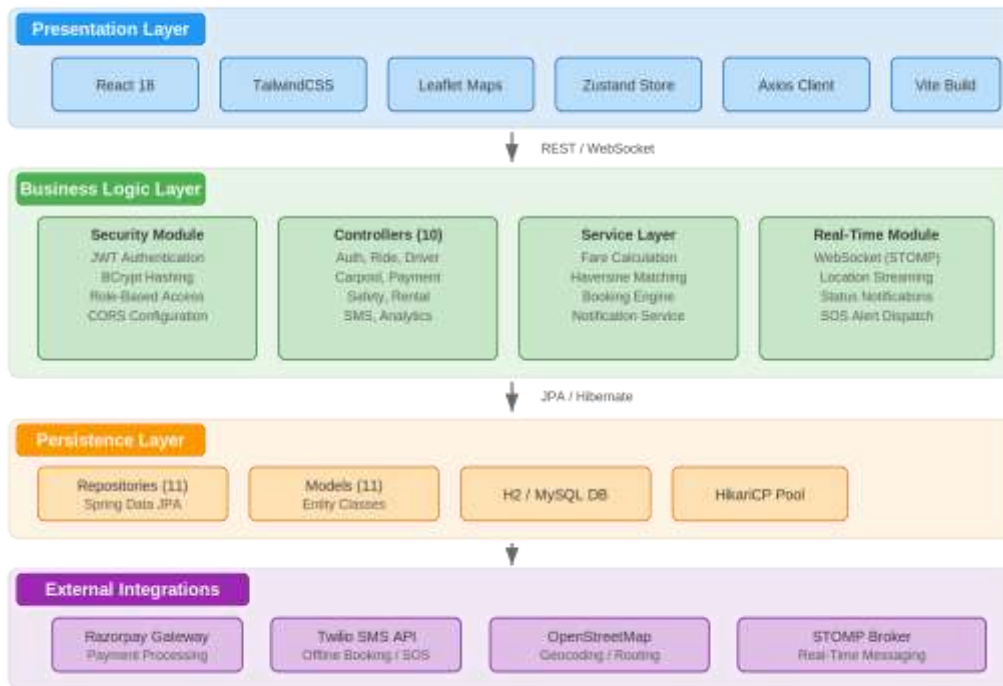 Presentation Layer
React 18
TailwindCSS
Leaflet Maps
Zustand Store
Axios Client
Vite Build
REST / WebSocket
Business Logic Layer
Security Module
JWT Authentication
BCrypt Hashing
Role-Based Access
CORS Configuration
Controllers (10)
Auth, Ride, Driver
Carpool, Payment
Safety, Rental
SMS, Analytics
Service Layer
Fare Calculation
Haversine Matching
Booking Engine
Notification Service
Real-Time Module
WebSocket (STOMP)
Location Streaming
Status Notifications
SOS Alert Dispatch
JPA / Hibernate
Persistence Layer
Repositories (11)
Spring Data JPA
Models (11)
Entity Classes
H2 / MySQL DB
HikariCP Pool
External Integrations
Razorpay Gateway
Payment Processing
Twilio SMS API
Offline Booking / SOS
OpenStreetMap
Geocoding / Routing
STOMP Broker
Real-Time Messaging